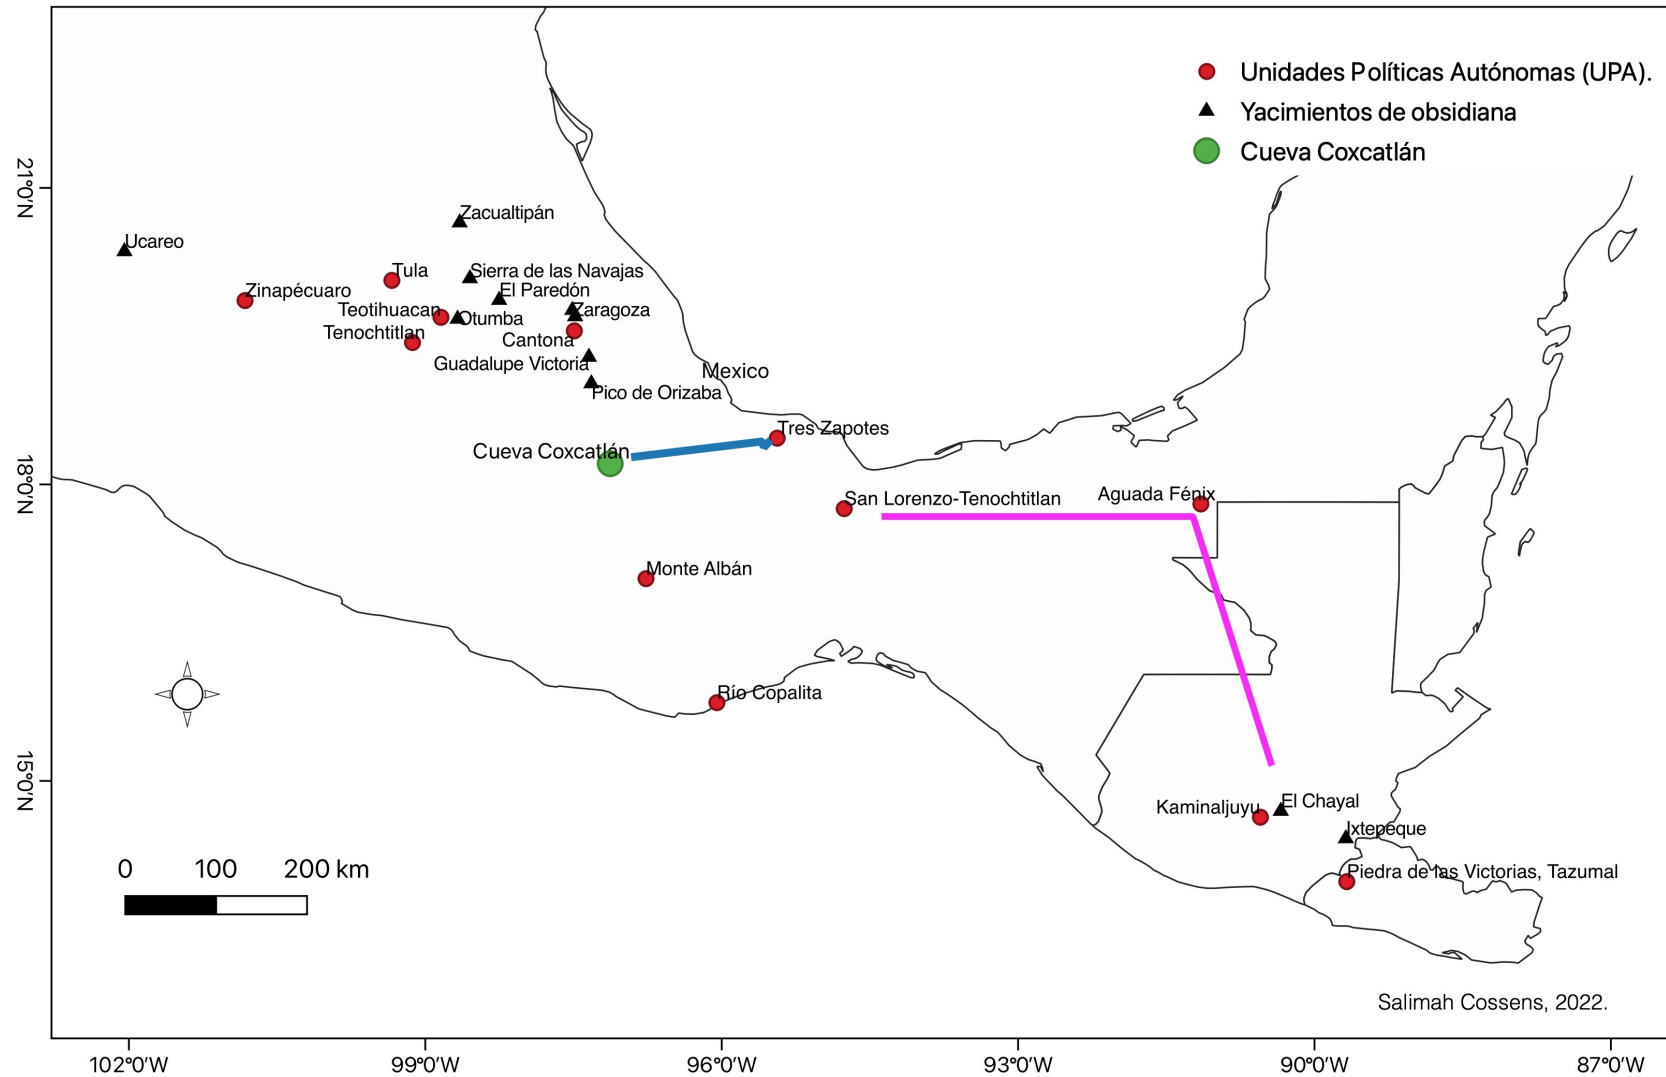 Unidades Políticas Autónomas (UPA).
Yacimientos de obsidiana
Cueva Coxcatlán
21°0'N
18°0'N
15°0'N
Zacualtipán
Ucareo
Tula
Sierra de las Navajas
Zinapécuaro
El Paredón
Teotihuacan
Otumba
Zaragoza
Tenochtitlan
Cantona
Guadalupe Victoria
Mexico
Pico de Orizaba
Tres Zapotes
Cueva Coxcatlán
San Lorenzo-Tenochtitlan
Aguada Fénix
Monte Albán
Río Copalita
Kaminaljuyu
El Chayal
Ixtepeque
Piedra de las Victorias, Tazumal
0 100 200 km
Salimah Cossens, 2022.
102°0'W 99°0'W 96°0'W 93°0'W 90°0'W 87°0'W